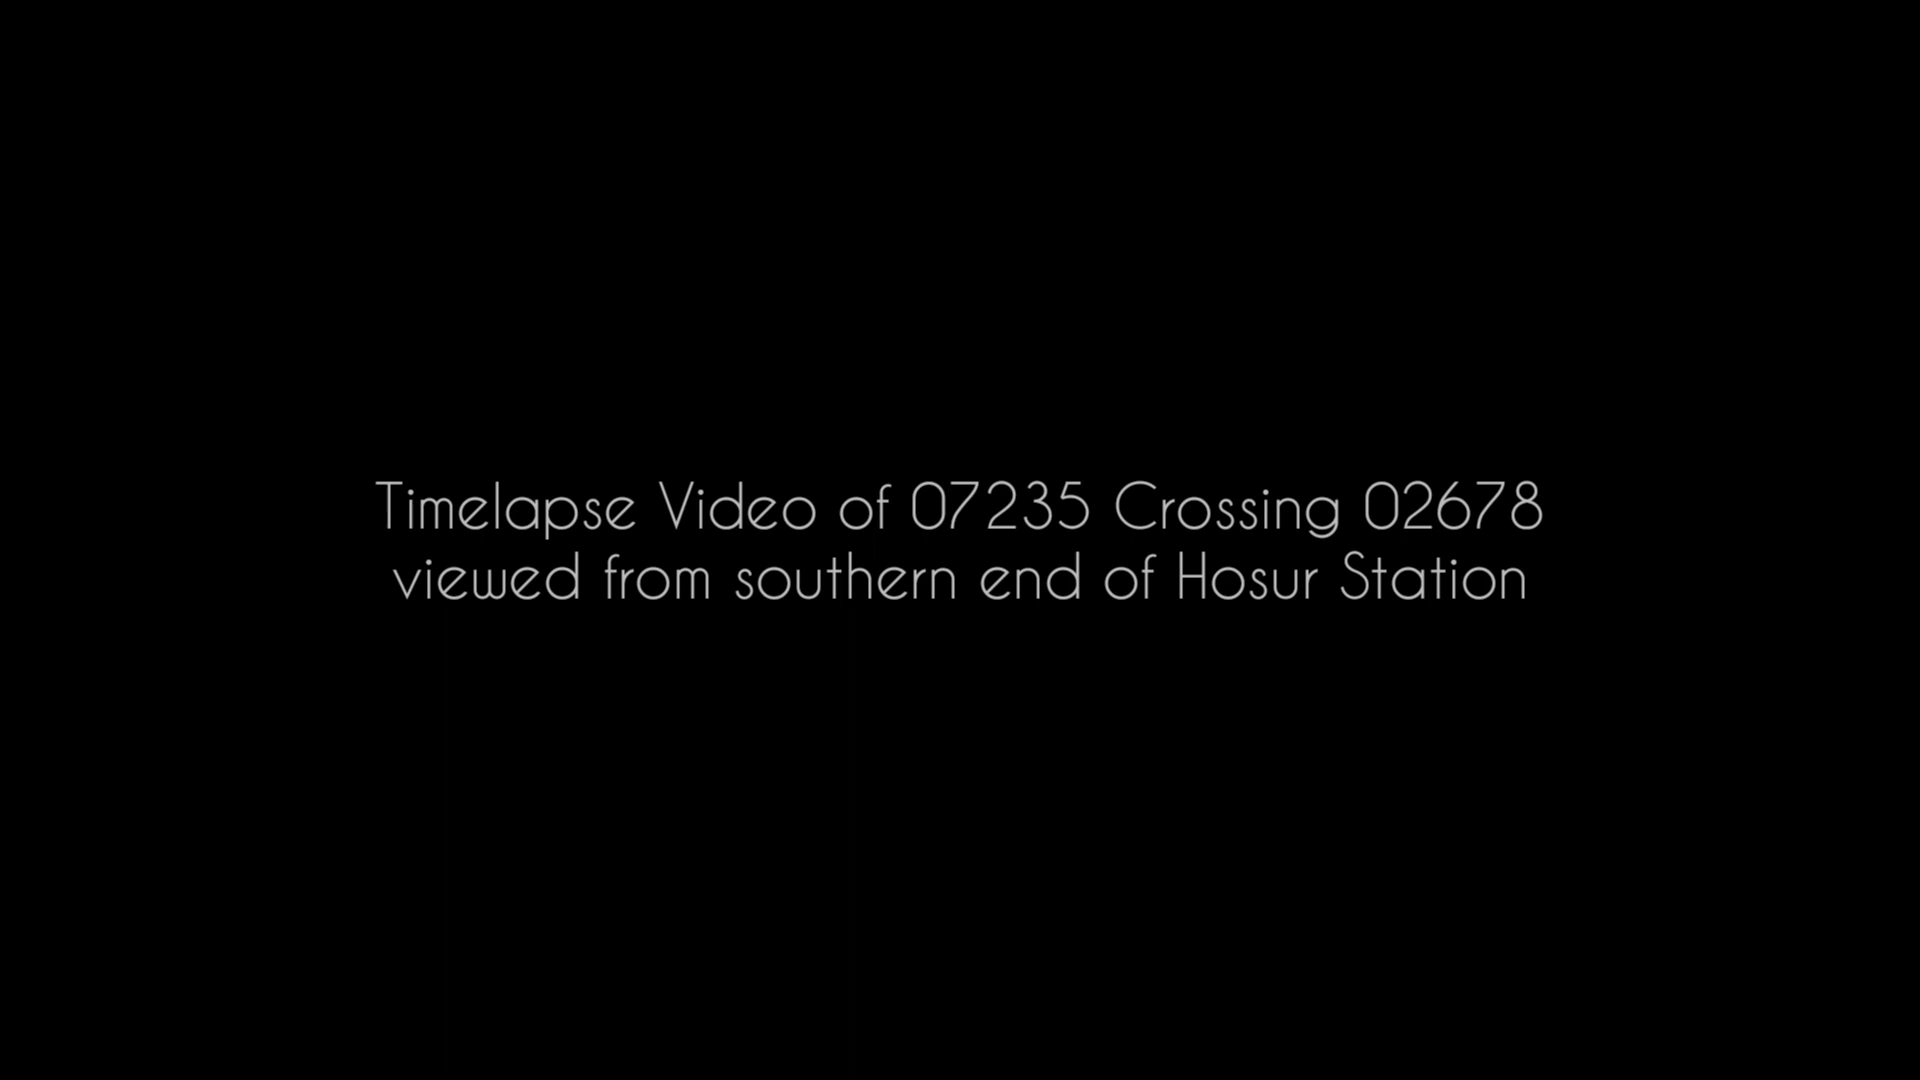 Timelapse Video of 07235 Crossing 02678
viewed from southern end of Hosur Station